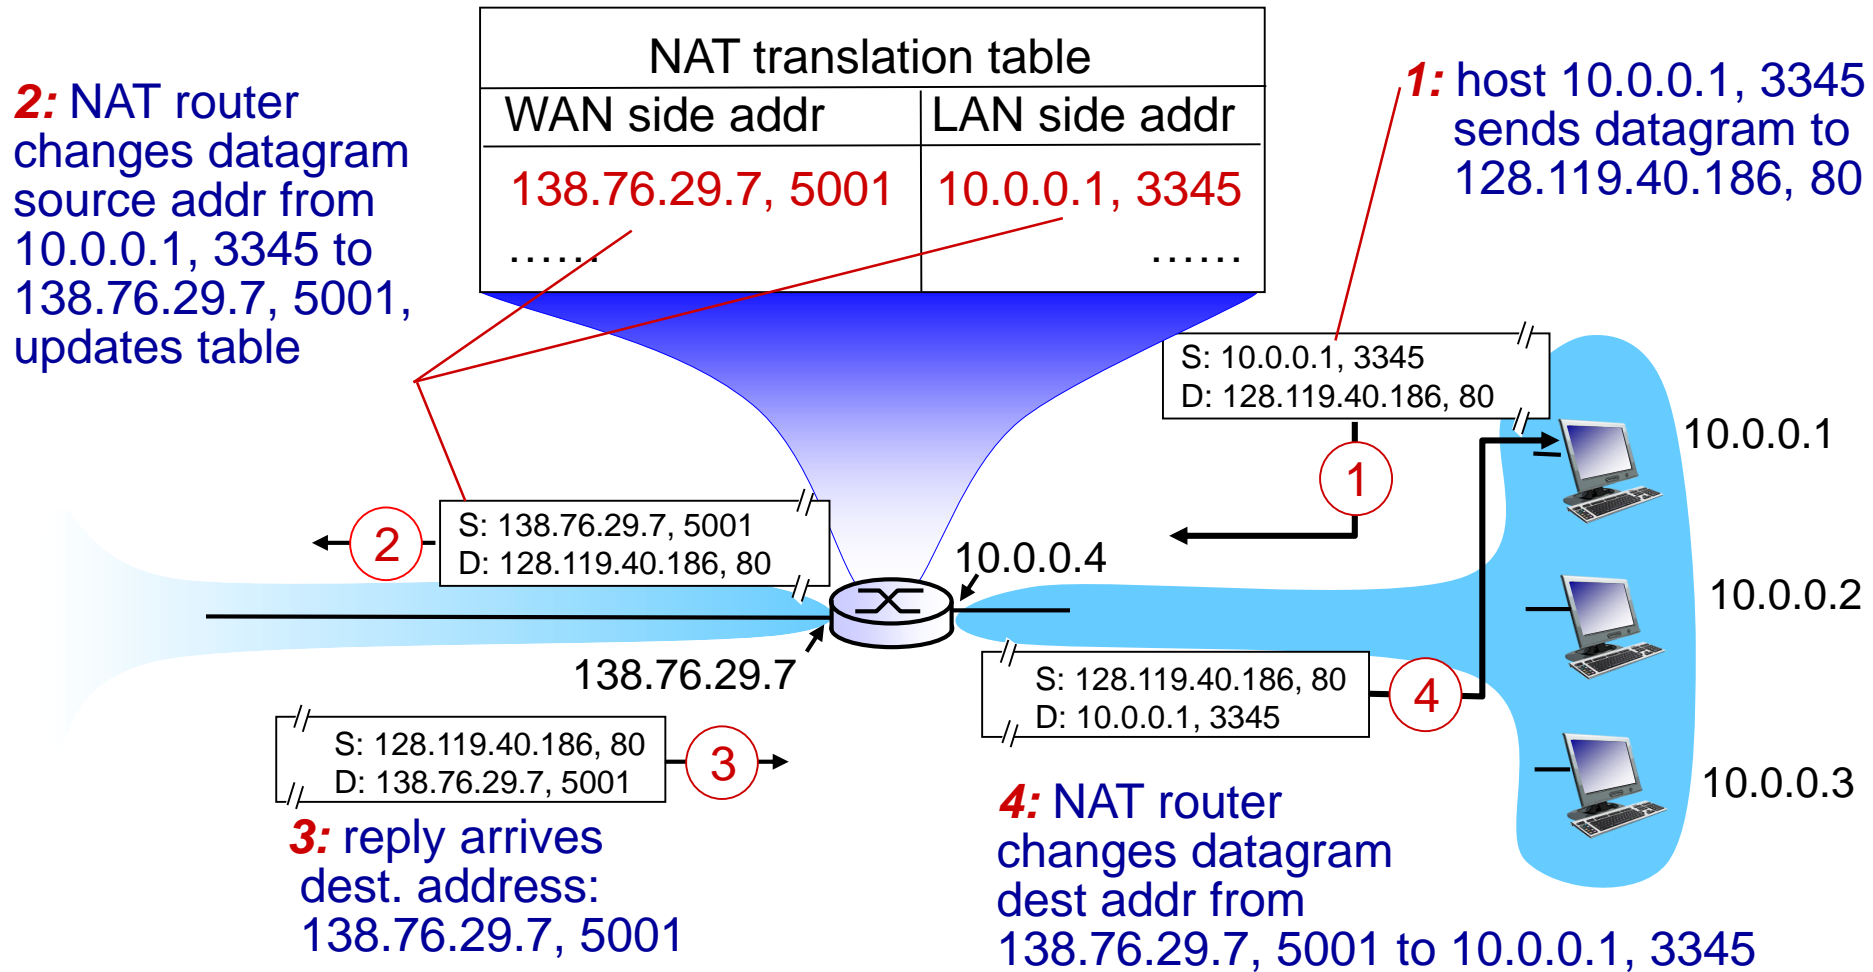 NAT translation table
WAN side addr LAN side addr
138.76.29.7, 5001 10.0.0.1, 3345
...... ......
2: NAT router
changes datagram
source addr from
10.0.0.1, 3345 to
138.76.29.7, 5001,
updates table
1: host 10.0.0.1, 3345
sends datagram to
128.119.40.186, 80
S: 10.0.0.1, 3345
D: 128.119.40.186, 80
1
10.0.0.1
S: 138.76.29.7, 5001
D: 128.119.40.186, 80
2
10.0.0.4
10.0.0.2
138.76.29.7
S: 128.119.40.186, 80
D: 10.0.0.1, 3345
4
S: 128.119.40.186, 80
D: 138.76.29.7, 5001
3
10.0.0.3
3: reply arrives
dest. address:
138.76.29.7, 5001
4: NAT router
changes datagram
dest addr from
138.76.29.7, 5001 to 10.0.0.1, 3345